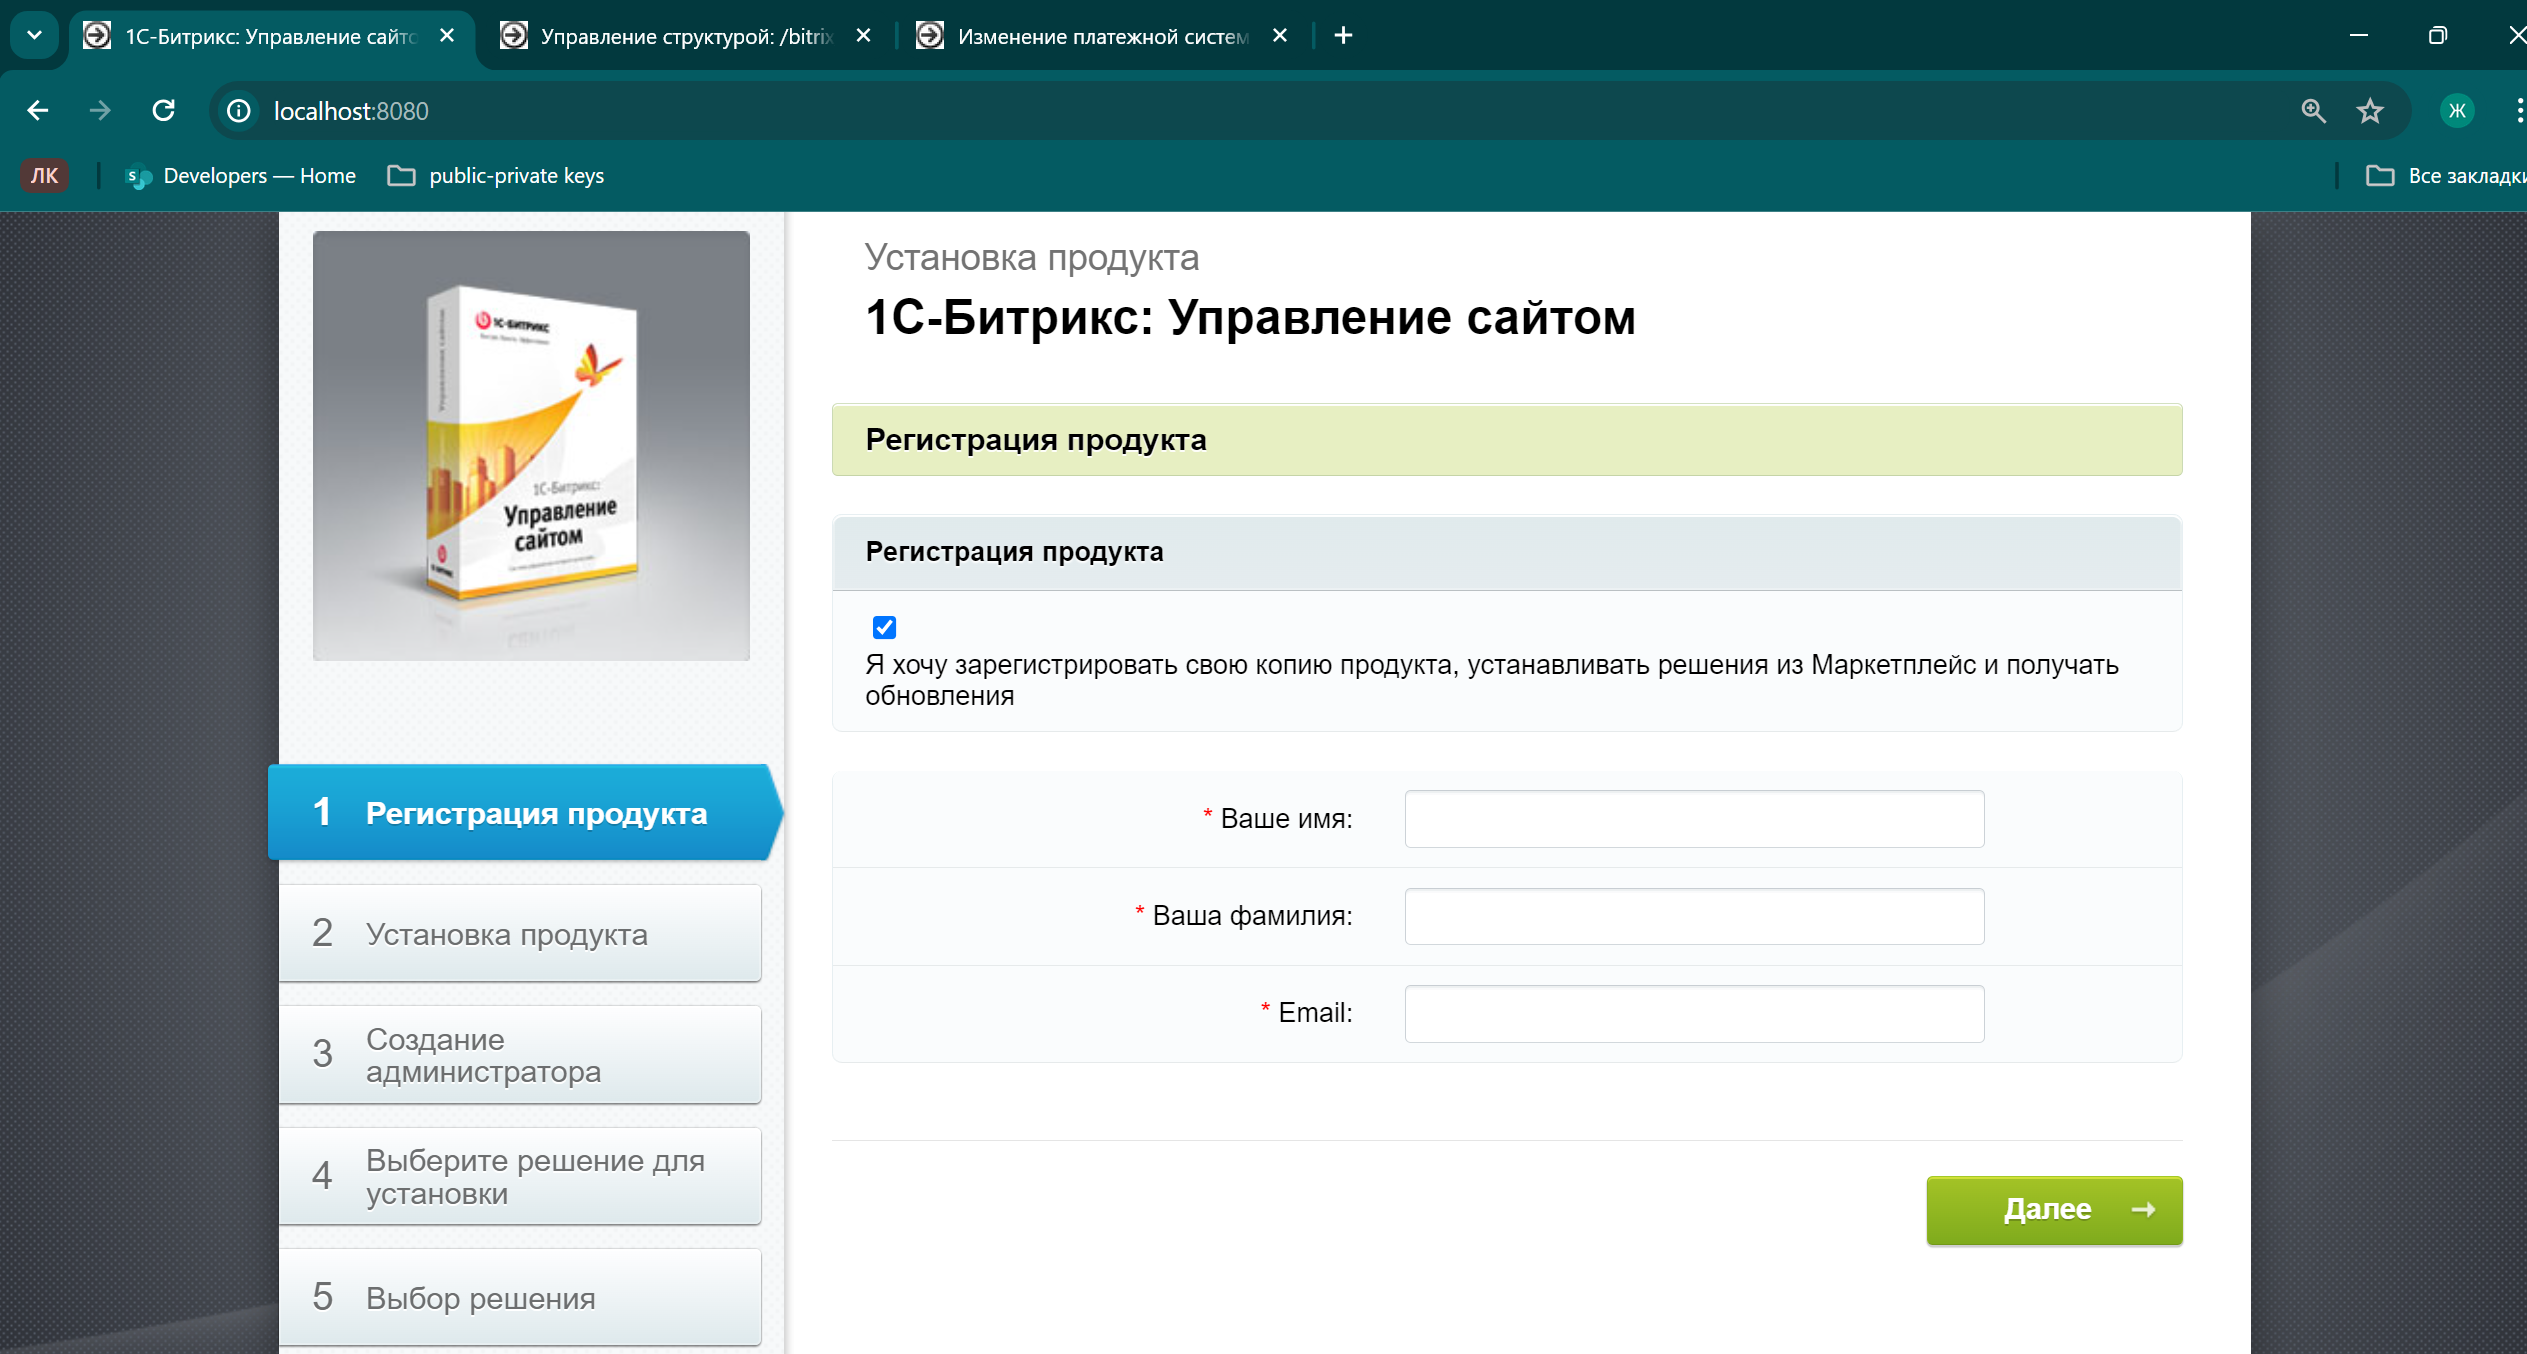 1С-Битрикс: Управление сайто
Управление структурой: /bitrix
Изменение платежной систем
localhost:8080
Ж
ЛК
Developers — Home
public-private keys
Все закладки
1С-БИТРИКС
1С-Битрикс:
Управление
сайтом
Установка продукта
1С-Битрикс: Управление сайтом
Регистрация продукта
Регистрация продукта
Я хочу зарегистрировать свою копию продукта, устанавливать решения из Маркетплейс и получать
обновления
* Ваше имя:
* Ваша фамилия:
* Email:
Далее →
1 Регистрация продукта
2 Установка продукта
3 Создание
администратора
4 Выберите решение для
установки
5 Выбор решения